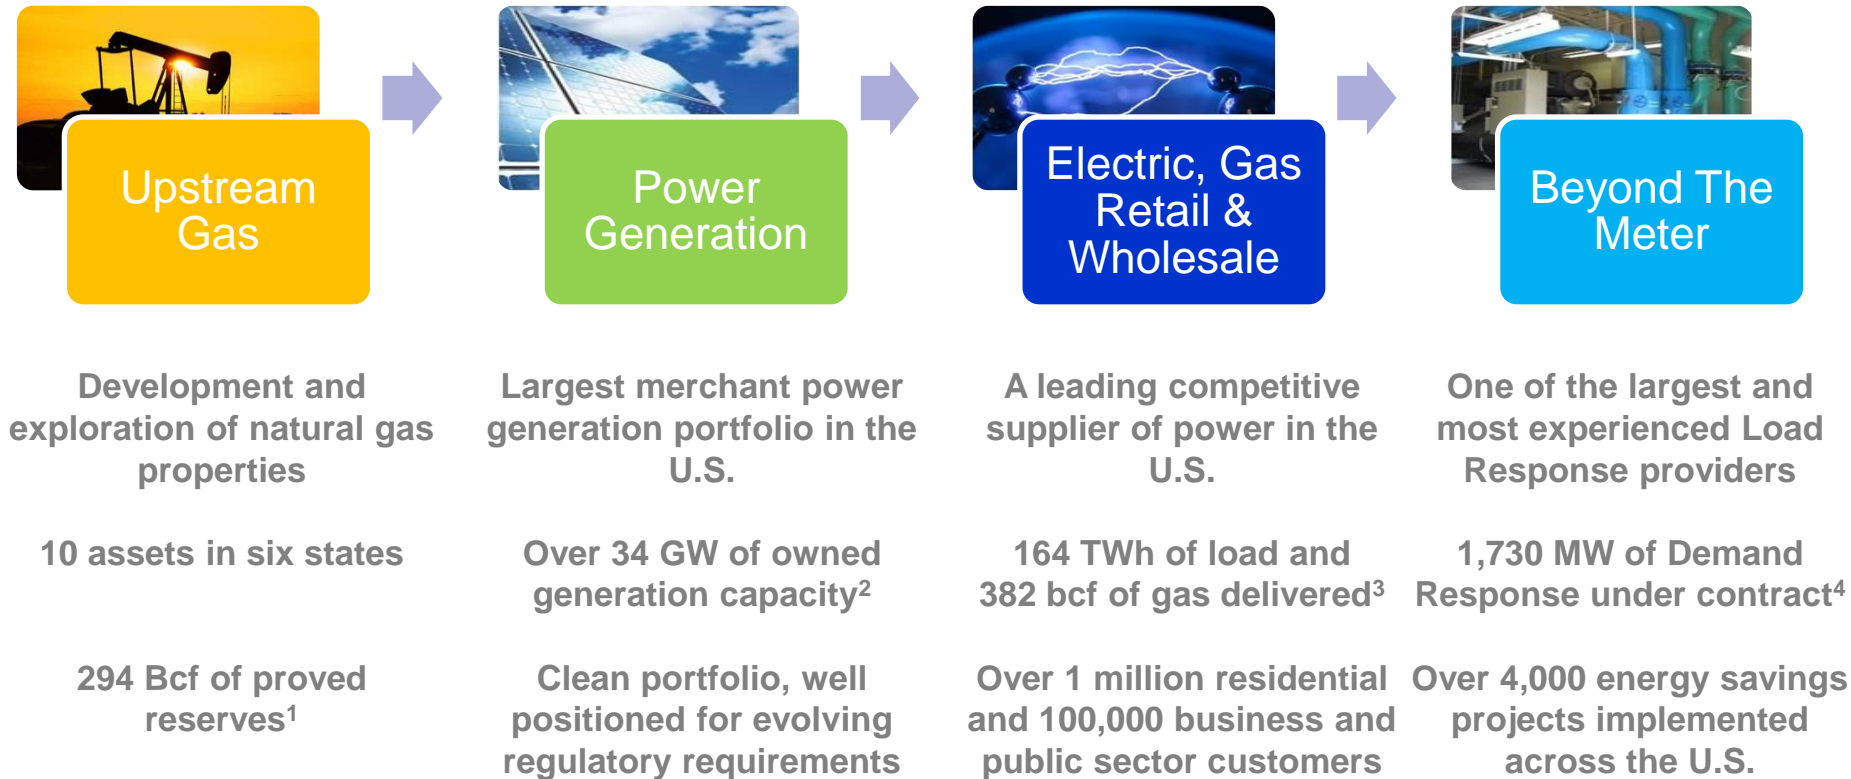 Upstream
Gas
Power
Generation
Electric, Gas
Retail &
Wholesale
Beyond The
Meter
Development and
exploration of natural gas
properties
10 assets in six states
294 Bcf of proved
reserves1
Largest merchant power
generation portfolio in the
U.S.
Over 34 GW of owned
generation capacity2
Clean portfolio, well
positioned for evolving
regulatory requirements
A leading competitive
supplier of power in the
U.S.
164 TWh of load and
382 bcf of gas delivered3
Over 1 million residential
and 100,000 business and
public sector customers
One of the largest and
most experienced Load
Response providers
1,730 MW of Demand
Response under contract4
Over 4,000 energy savings
projects implemented
across the U.S.